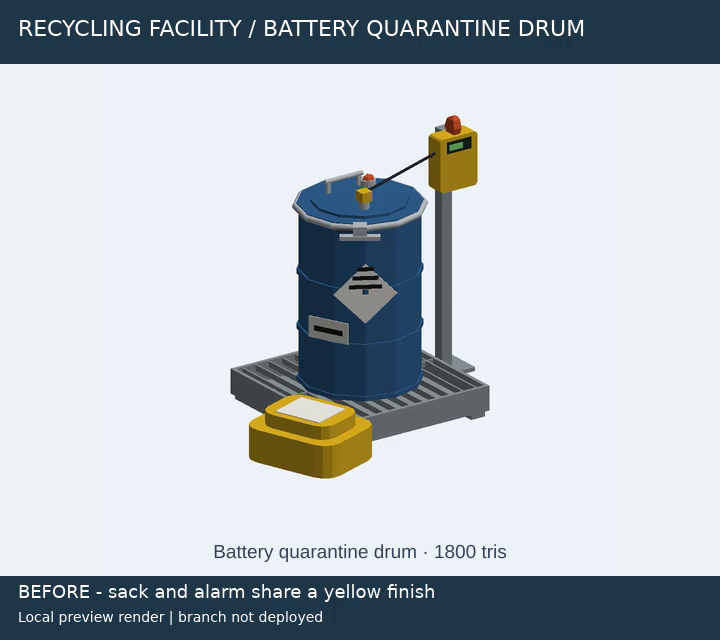 RECYCLING FACILITY / BATTERY QUARANTINE DRUM
Battery quarantine drum · 1800 tris
BEFORE - sack and alarm share a yellow finish
Local preview render | branch not deployed